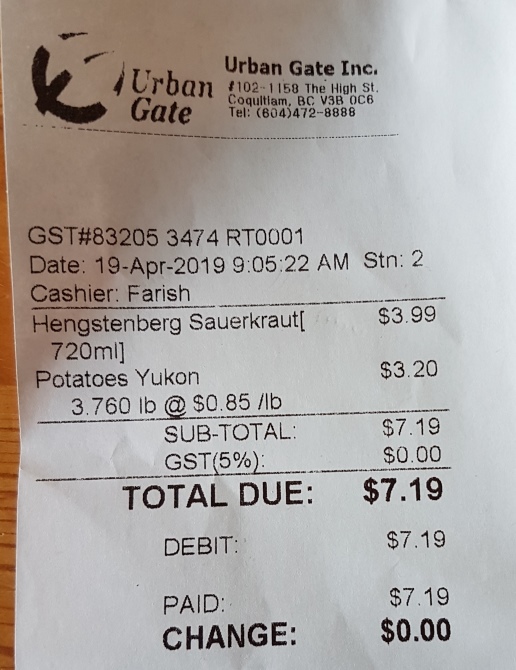 Urban
Gate
Urban Gate Inc.
#102-1158 The High St.
Coquitlam, BC V3B 0C6
Tel: (604)472-8888
GST#83205 3474 RT0001
Date: 19-Apr-2019 9:05:22 AM Stn: 2
Cashier: Farish
Hengstenberg Sauerkraut[ $3.99
720ml]
Potatoes Yukon $3.20
3.760 lb @ $0.85 /lb
SUB-TOTAL: $7.19
GST(5%): $0.00
TOTAL DUE: $7.19
DEBIT: $7.19
PAID: $7.19
CHANGE: $0.00